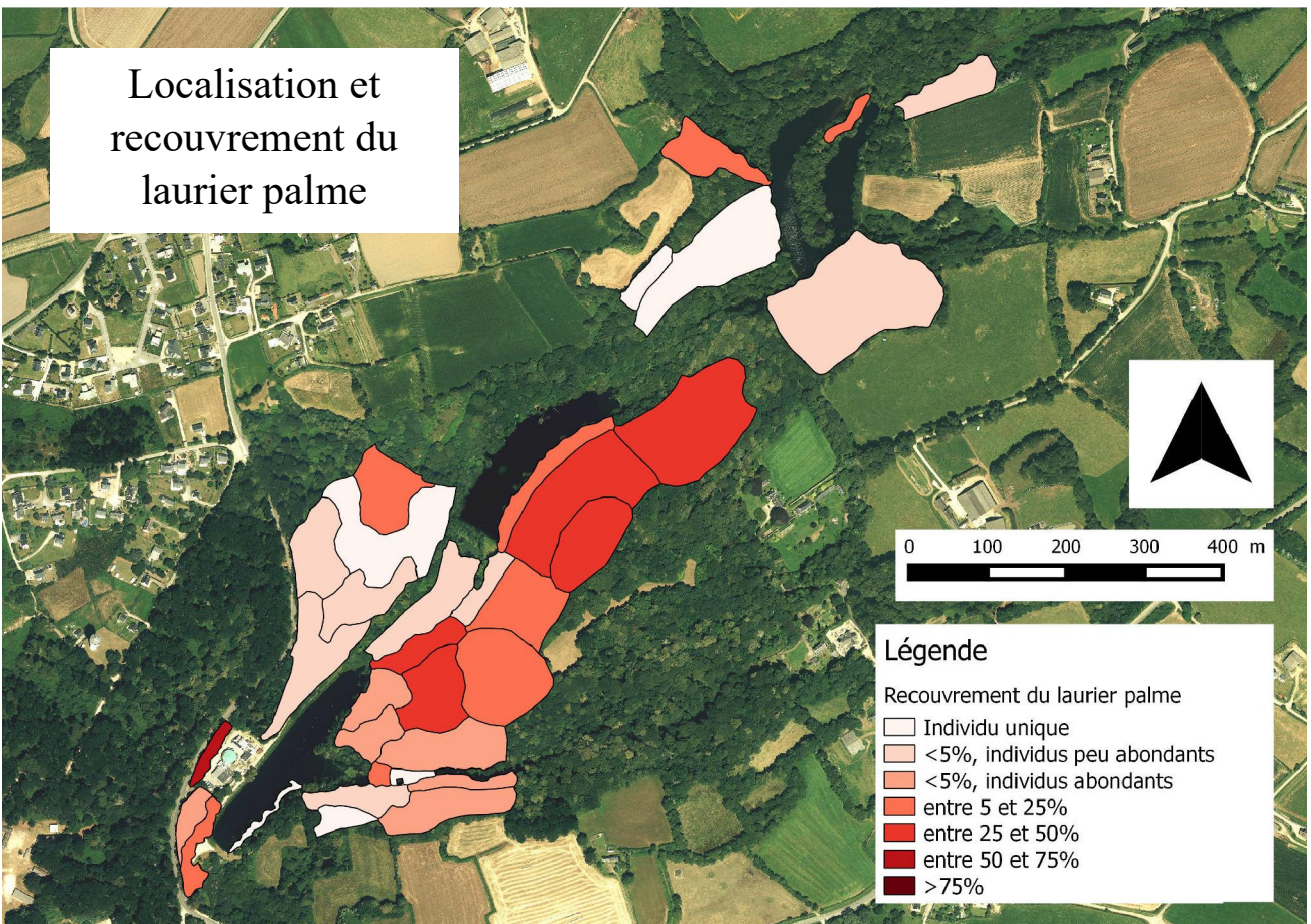 Localisation et
recouvrement du
laurier palme
0 100 200 300 400 m
Légende
Recouvrement du laurier palme
Individu unique
<5%, individus peu abondants
<5%, individus abondants
entre 5 et 25%
entre 25 et 50%
entre 50 et 75%
>75%